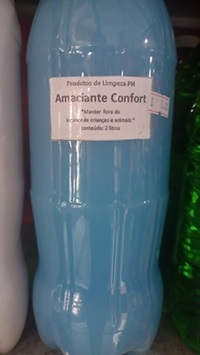 Produtos de Limpeza PH
Amaciante Confort
"Manter fora do
alcance de crianças e animais."
conteúdo: 2 litros